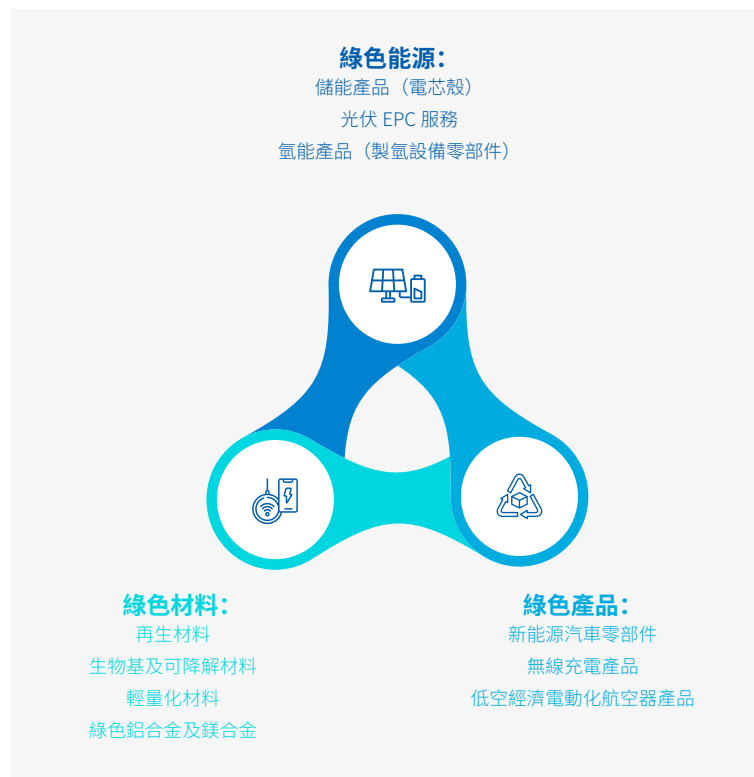 綠色能源：
儲能產品（電芯殼）
光伏 EPC 服務
氫能產品（製氫設備零部件）
綠色材料：
再生材料
生物基及可降解材料
輕量化材料
綠色鋁合金及鎂合金
綠色產品：
新能源汽車零部件
無線充電產品
低空經濟電動化航空器產品